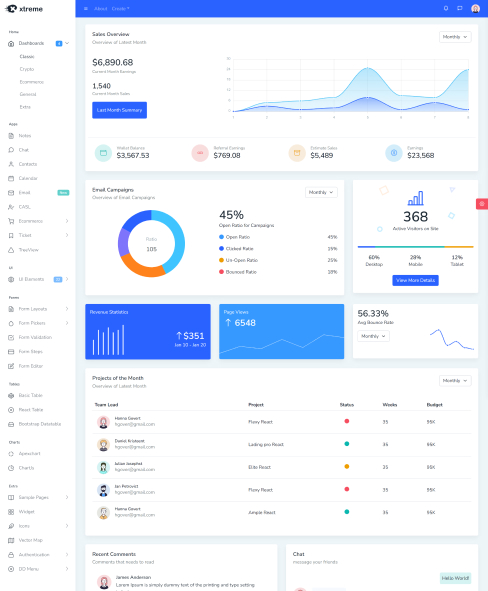 xtreme
About
Create
Home
Dashboards
4
Classic
Crypto
Ecommerce
General
Extra
Apps
Notes
Chat
Contacts
Calendar
Email
New
CASL
Ecommerce
Ticket
TreeView
UI
UI Elements
Forms
Form Layouts
Form Pickers
Form Validation
Form Steps
Form Editor
Tables
Basic Table
React Table
Bootstrap Datatable
Charts
Apexchart
ChartJs
Extra
Sample Pages
Widget
Icons
Vector Map
Authentication
DD Menu
Sales Overview
Overview of Latest Month
Monthly
$6,890.68
Current Month Earnings
1,540
Current Month Sales
Last Month Summary
1 2 3 4 5 6 7 8
Wallet Balance
$3,567.53
Referral Earnings
$769.08
Estimate Sales
$5,489
Earnings
$23,568
Email Campaigns
Overview of Email Campaigns
Monthly
Ratio
105
45%
Open Ratio for Campaigns
Open Ratio 45%
Clicked Ratio 15%
Un-Open Ratio 25%
Bounced Ratio 18%
368
Active Visitors on Site
60% 28% 12%
Desktop Mobile Tablet
View More Details
Revenue Statistics
$351
Jan 10 - Jan 20
Page Views
6548
56.33%
Avg Bounce Rate
Monthly
Projects of the Month
Overview of Latest Month
Monthly
Team Lead Project Status Weeks Budget
Hanna Gover
hgover@gmail.com
Flexy React 35 95K
Daniel Kristeen
hgover@gmail.com
Lading pro React 35 95K
Julian Josephs
hgover@gmail.com
Elite React 35 95K
Jan Petrovic
hgover@gmail.com
Flexy React 35 95K
Hanna Gover
hgover@gmail.com
Ample React 35 95K
Recent Comments
Comments that needs to read
James Anderson
Lorem Ipsum is simply dummy text of the printing and type setting
Chat
message your friends
Hello World!